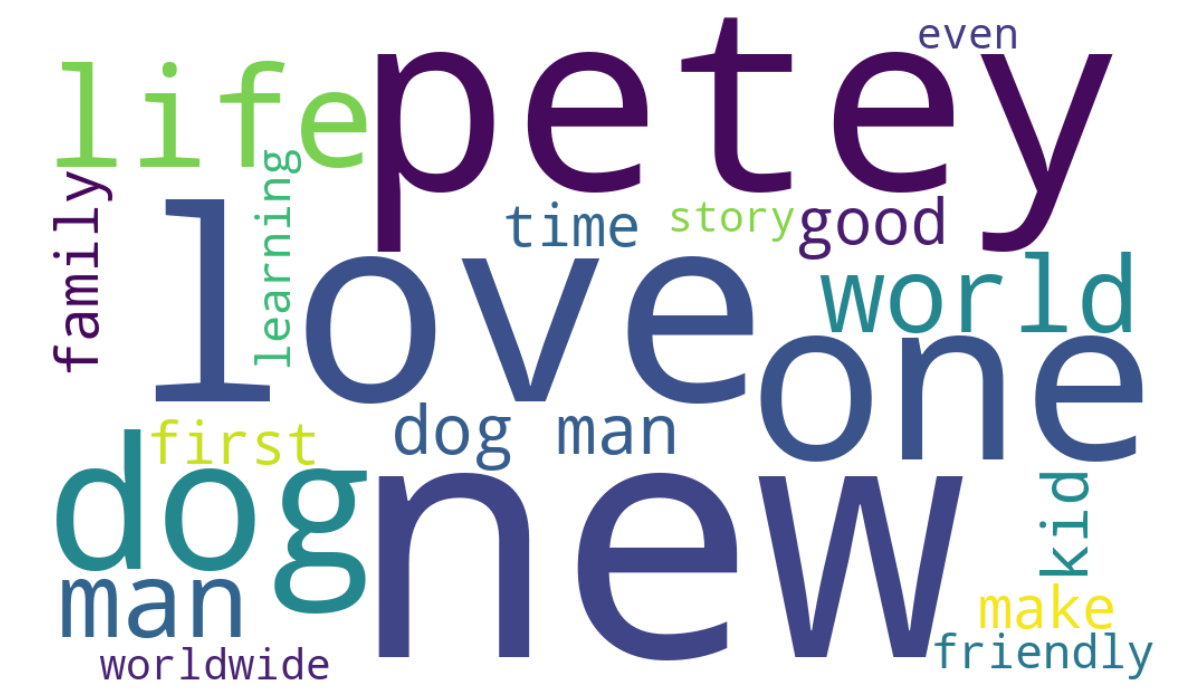 even
petey
life
learning
family
love
time
story
good
world
one
dog man
first
dog
new
kid
man
make
friendly
worldwide